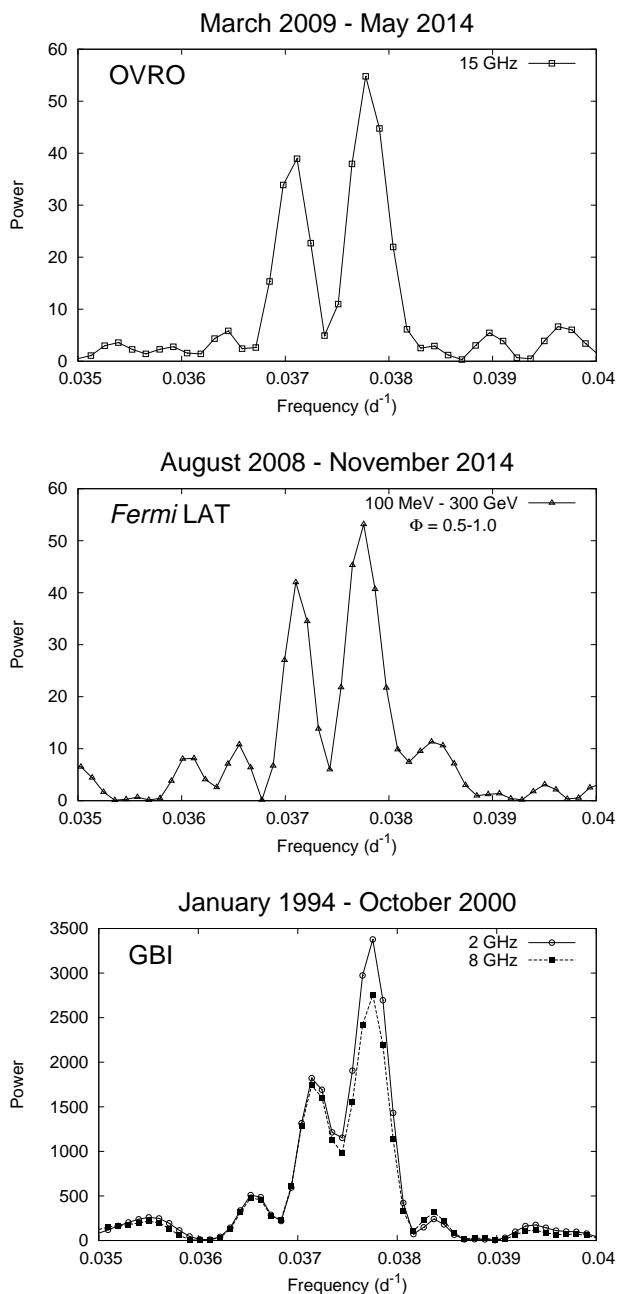 March 2009 - May 2014
OVRO
15 GHz
Power
60
50
40
30
20
10
0
0.035 0.036 0.037 0.038 0.039 0.04
Frequency (d⁻¹)
August 2008 - November 2014
Fermi LAT
100 MeV - 300 GeV
Φ = 0.5-1.0
Power
60
50
40
30
20
10
0
0.035 0.036 0.037 0.038 0.039 0.04
Frequency (d⁻¹)
January 1994 - October 2000
GBI
2 GHz
8 GHz
Power
3500
3000
2500
2000
1500
1000
500
0
0.035 0.036 0.037 0.038 0.039 0.04
Frequency (d⁻¹)